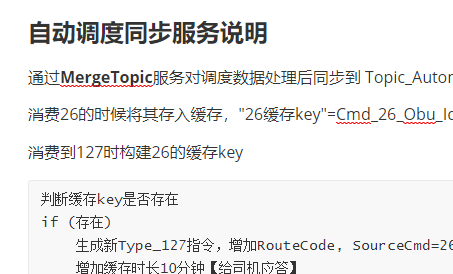 自动调度同步服务说明
通过MergeTopic服务对调度数据处理后同步到 Topic_Autor
消费26的时候将其存入缓存，"26缓存key"=Cmd_26_Obu_Id
消费到127时构建26的缓存key
判断缓存key是否存在
if (存在)
生成新Type_127指令，增加RouteCode, SourceCmd=26
增加缓存时长10分钟【给司机应答】